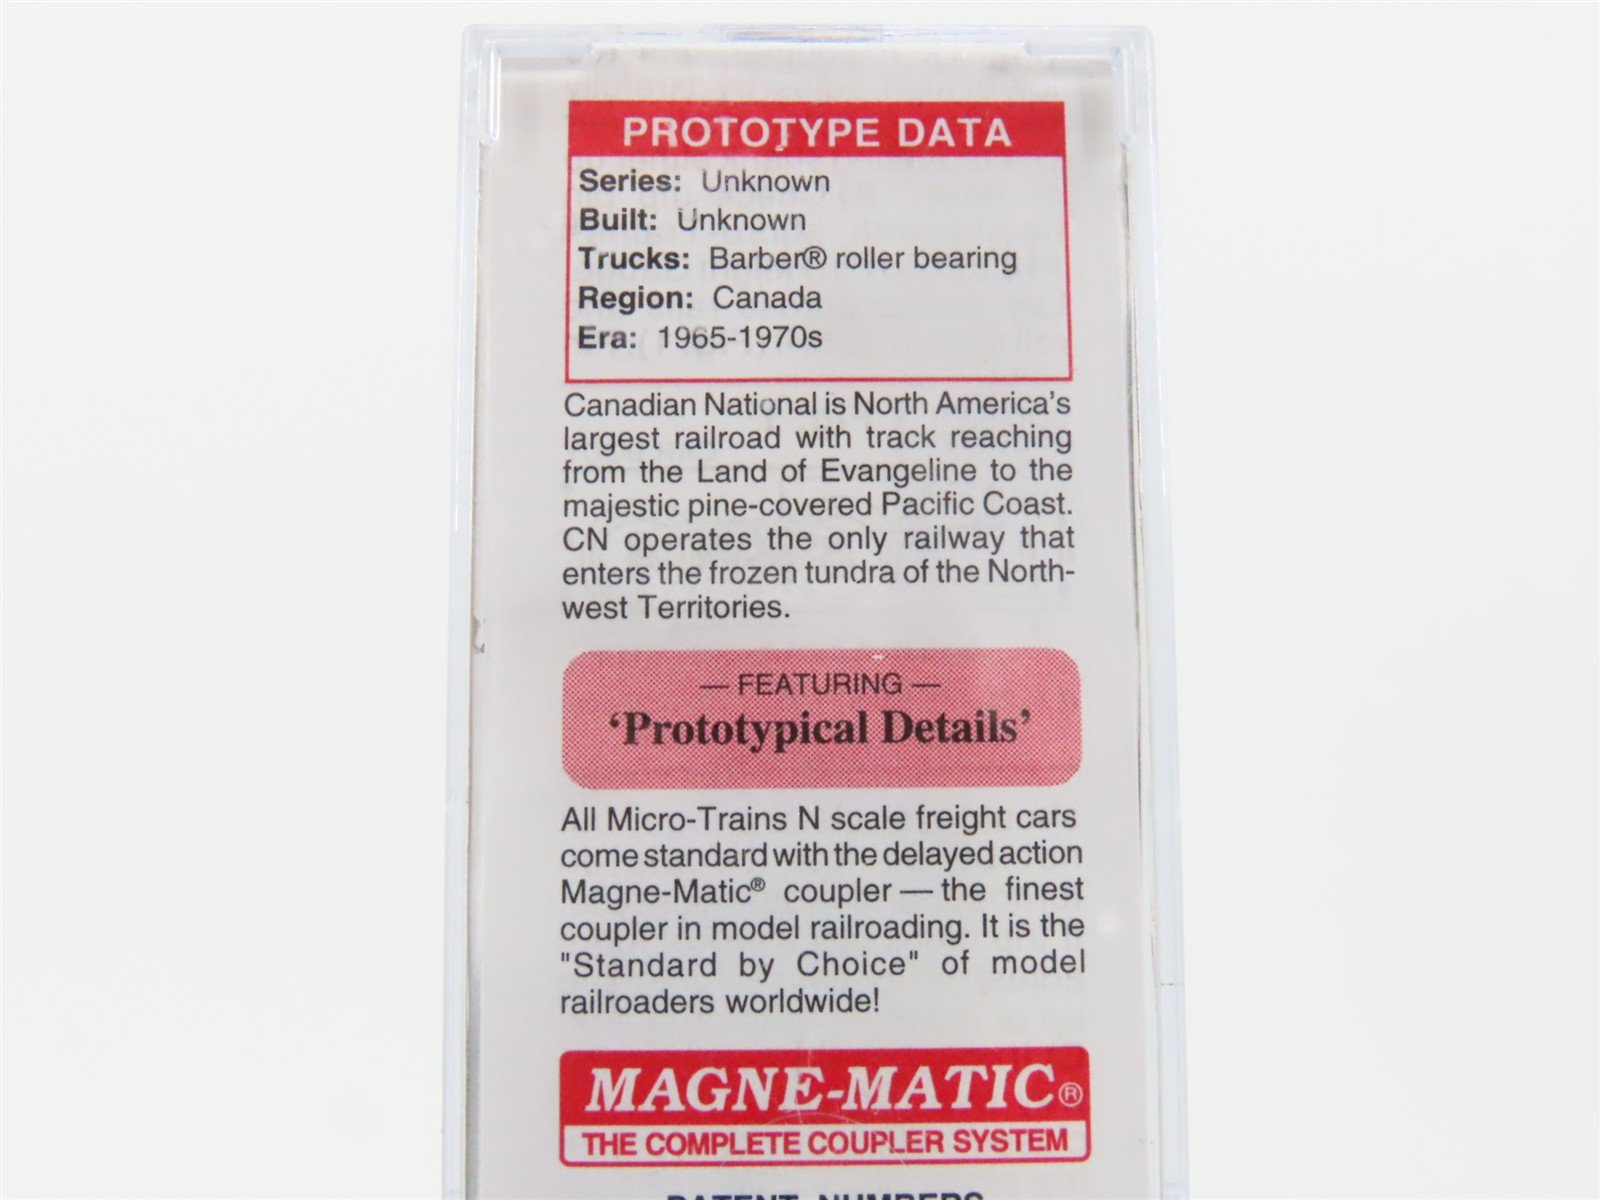 PROTOTYPE DATA
Series: Unknown
Built: Unknown
Trucks: Barber® roller bearing
Region: Canada
Era: 1965-1970s
Canadian National is North America's
largest railroad with track reaching
from the Land of Evangeline to the
majestic pine-covered Pacific Coast.
CN operates the only railway that
enters the frozen tundra of the North-
west Territories.
— FEATURING —
‘Prototypical Details’
All Micro-Trains N scale freight cars
come standard with the delayed action
Magne-Matic® coupler — the finest
coupler in model railroading. It is the
"Standard by Choice" of model
railroaders worldwide!
MAGNE-MATIC®
THE COMPLETE COUPLER SYSTEM
PATENT NUMBERS